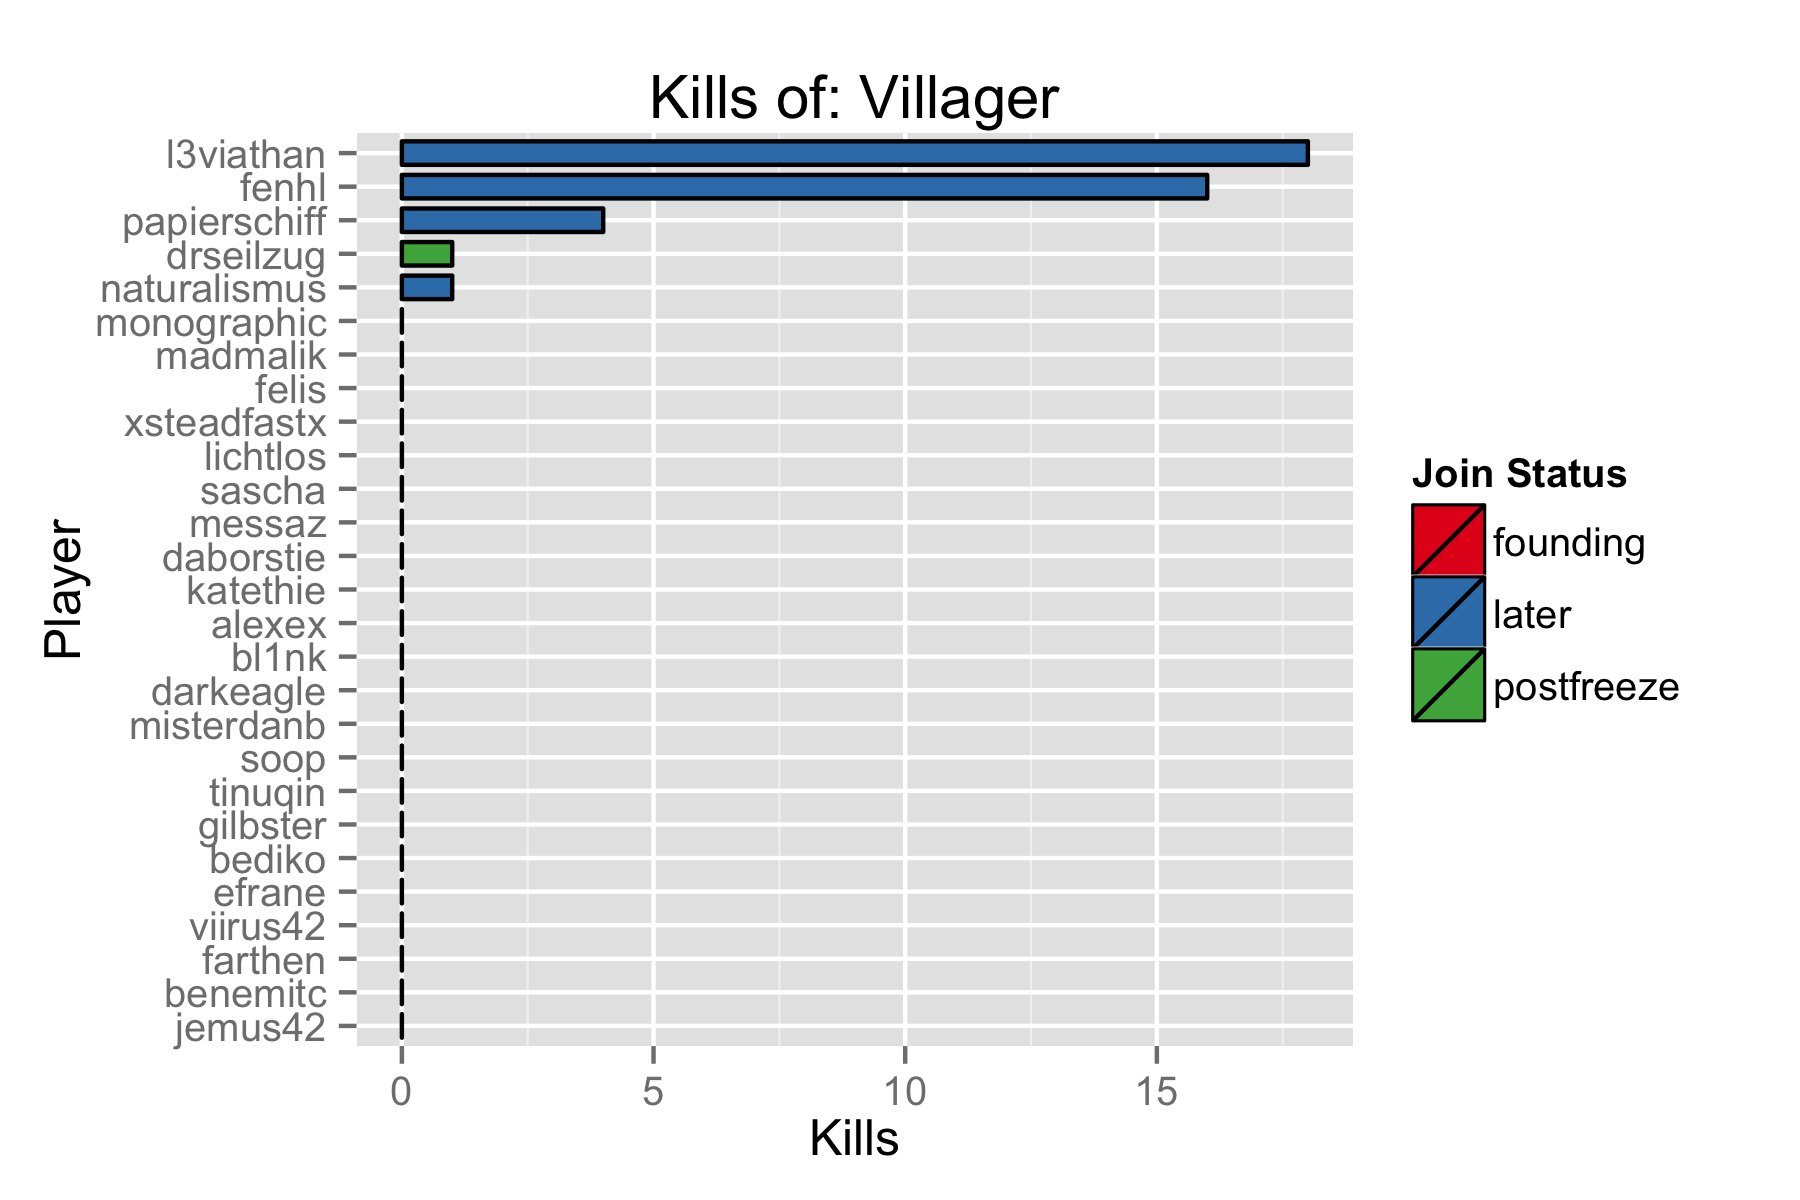 Kills of: Villager
l3viathan
fenhl
papierschiff
drseilzug
naturalismus
monographic
madmalik
felis
xsteadfastx
lichtlos
sascha
messaz
daborstie
katethie
alexex
bl1nk
darkeagle
misterdanb
soop
tinuqin
gilbster
bediko
efrane
viirus42
farthen
benemitc
jemus42
Player
0 5 10 15
Kills
Join Status
founding
later
postfreeze